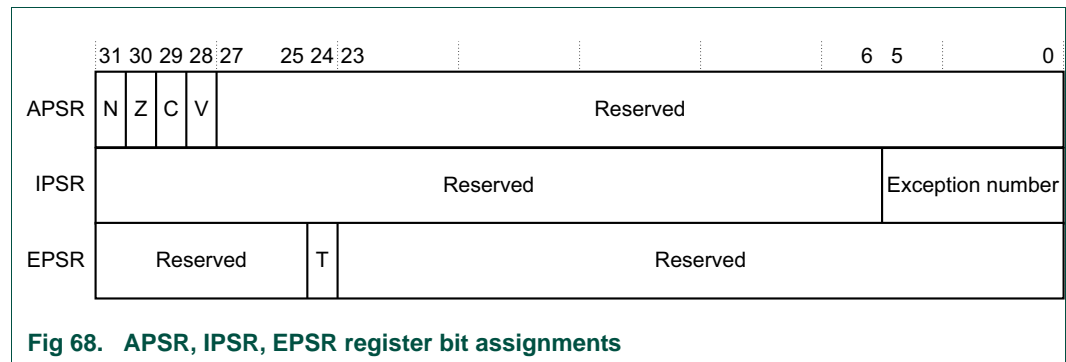 31 30 29 28 27 25 24 23 6 5 0
APSR N Z C V Reserved
IPSR Reserved Exception number
EPSR Reserved T Reserved
Fig 68. APSR, IPSR, EPSR register bit assignments